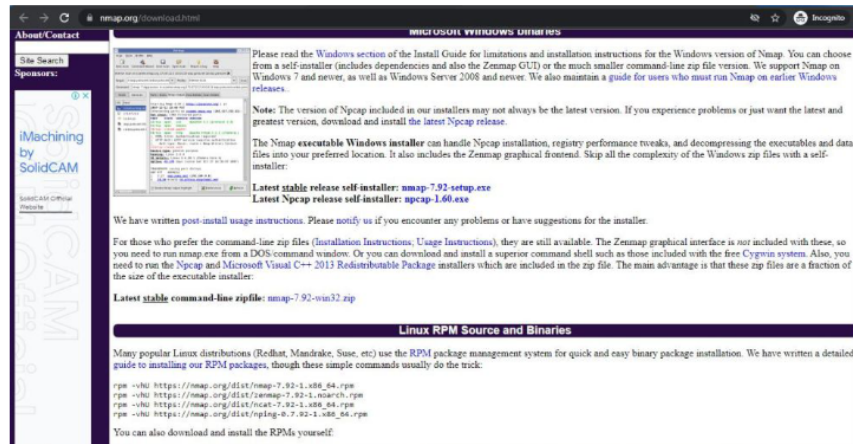 nmap.org/download.html
Incognito
About/Contact
Site Search
Sponsors:
iMachining
by
SolidCAM
SolidCAM Official
Website
Microsoft Windows binaries
Please read the Windows section of the Install Guide for limitations and installation instructions for the Windows version of Nmap. You can choose
from a self-installer (includes dependencies and also the Zenmap GUI) or the much smaller command-line zip file version. We support Nmap on
Windows 7 and newer, as well as Windows Server 2008 and newer. We also maintain a guide for users who must run Nmap on earlier Windows
releases..
Note: The version of Npcap included in our installers may not always be the latest version. If you experience problems or just want the latest and
greatest version, download and install the latest Npcap release.
The Nmap executable Windows installer can handle Npcap installation, registry performance tweaks, and decompressing the executables and data
files into your preferred location. It also includes the Zenmap graphical frontend. Skip all the complexity of the Windows zip files with a self-
installer:
Latest stable release self-installer: nmap-7.92-setup.exe
Latest Npcap release self-installer: npcap-1.60.exe
We have written post-install usage instructions. Please notify us if you encounter any problems or have suggestions for the installer.
For those who prefer the command-line zip files (Installation Instructions; Usage Instructions), they are still available. The Zenmap graphical interface is not included with these, so
you need to run nmap.exe from a DOS/command window. Or you can download and install a superior command shell such as those included with the free Cygwin system. Also, you
need to run the Npcap and Microsoft Visual C++ 2013 Redistributable Package installers which are included in the zip file. The main advantage is that these zip files are a fraction of
the size of the executable installer:
Latest stable command-line zipfile: nmap-7.92-win32.zip
Linux RPM Source and Binaries
Many popular Linux distributions (Redhat, Mandrake, Suse, etc) use the RPM package management system for quick and easy binary package installation. We have written a detailed
guide to installing our RPM packages, though these simple commands usually do the trick:
rpm -vhU https://nmap.org/dist/nmap-7.92-1.x86_64.rpm
rpm -vhU https://nmap.org/dist/zenmap-7.92-1.noarch.rpm
rpm -vhU https://nmap.org/dist/ncat-7.92-1.x86_64.rpm
rpm -vhU https://nmap.org/dist/nping-0.7.92-1.x86_64.rpm
You can also download and install the RPMs yourself: